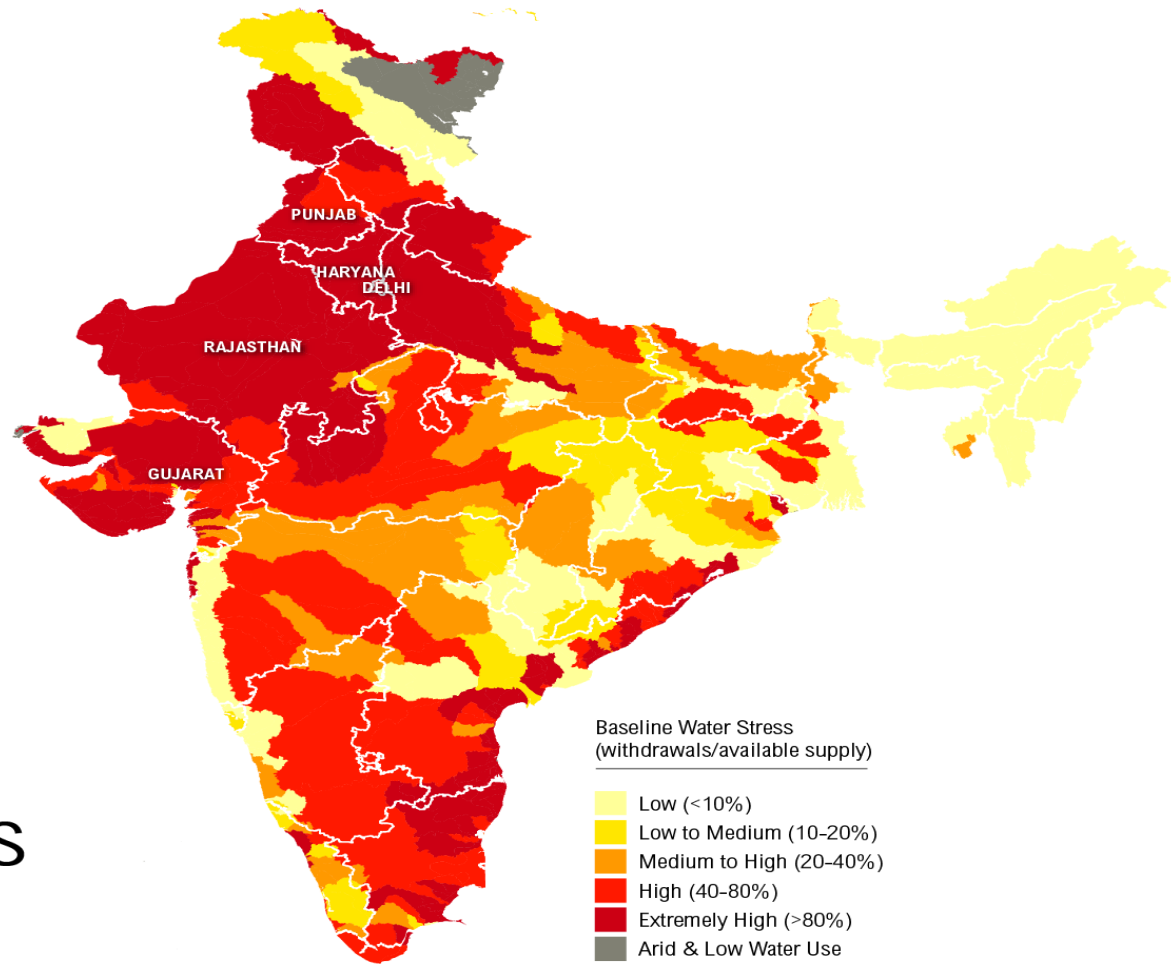 PUNJAB
HARYANA
DELHI
RAJASTHAN
GUJARAT
S
Baseline Water Stress
(withdrawals/available supply)
Low (<10%)
Low to Medium (10-20%)
Medium to High (20-40%)
High (40-80%)
Extremely High (>80%)
Arid & Low Water Use